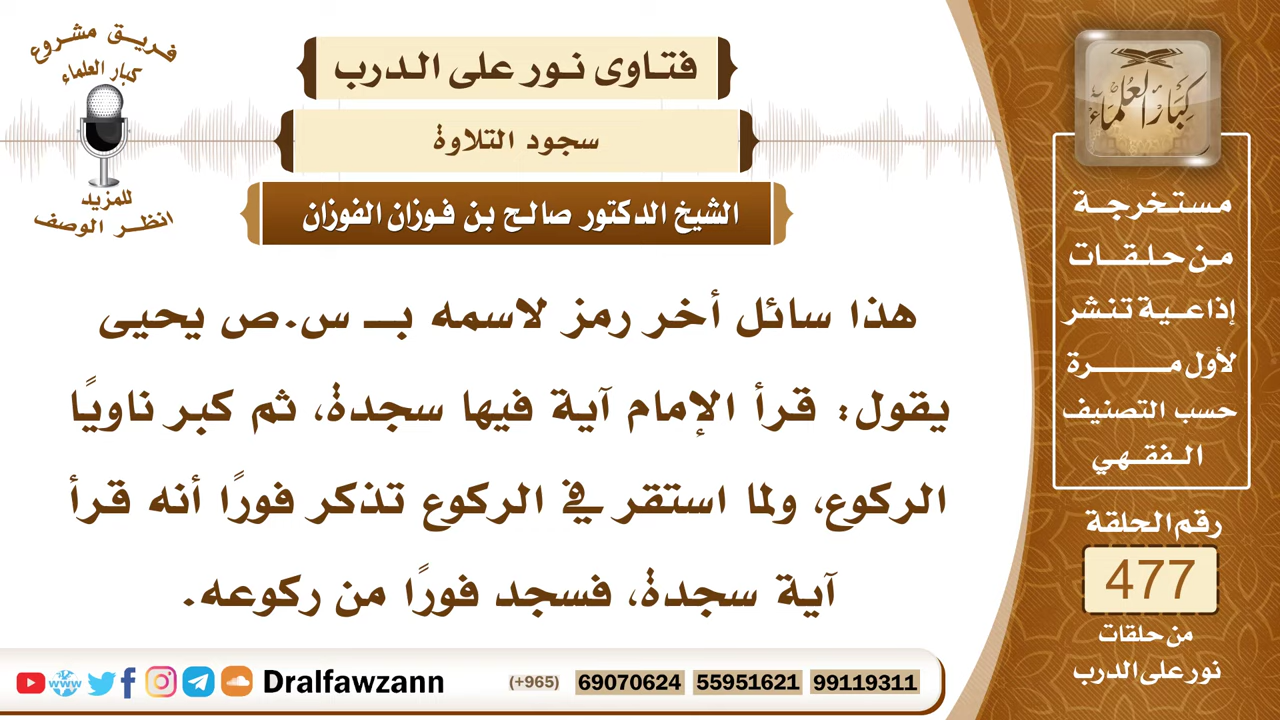 فريق مشروع
كبار العلماء
للمزيد
انظر الوصف
فتاوى نور على الدرب
سجود التلاوة
الشيخ الدكتور صالح بن فوزان الفوزان
هذا سائل أخر رمز لاسمه بـ س.ص يحيى
يقول: قرأ الإمام آية فيها سجدة، ثم كبر ناويًا
الركوع، ولما استقر في الركوع تذكر فورًا أنه قرأ
آية سجدة، فسجد فورًا من ركوعه.
كبار العلماء
مستخرجة
من حلقات
إذاعية تنشر
لأول مرة
حسب التصنيف
الفقهي
رقم الحلقة
477
من حلقات
نور على الدرب
www
Dralfawzann
(+965) 69070624 55951621 99119311